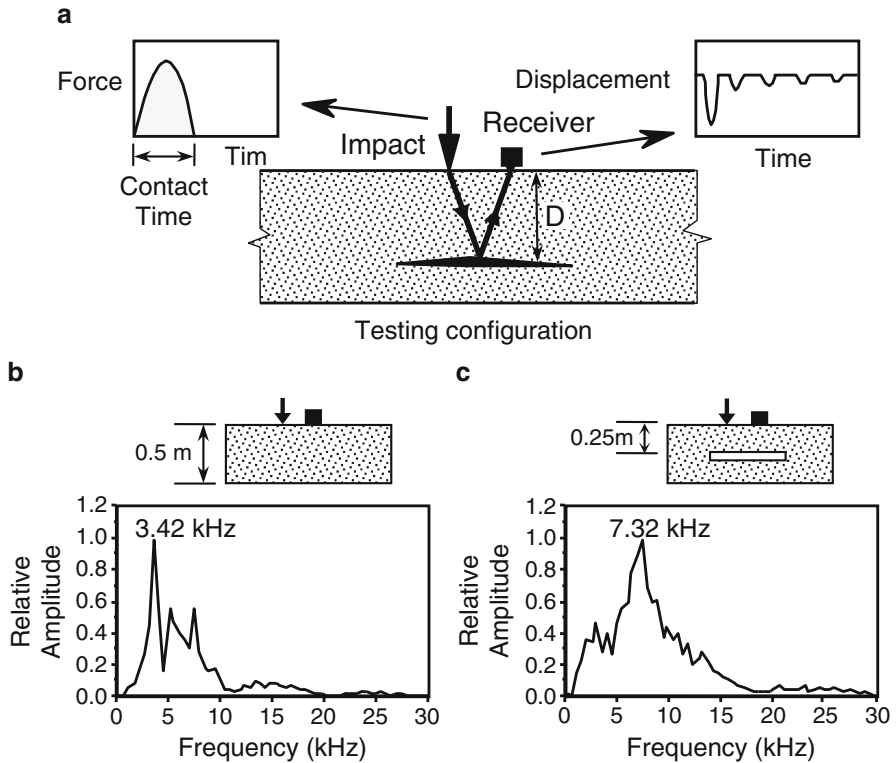 a
Force
Tim
Contact
Time
Impact
Receiver
Displacement
Time
D
Testing configuration
b
0.5 m
1.2
1.0
0.8
0.6
0.4
0.2
0.0
3.42 kHz
Relative
Amplitude
0 5 10 15 20 25 30
Frequency (kHz)
c
0.25m
1.2
1.0
0.8
0.6
0.4
0.2
0.0
7.32 kHz
Relative
Amplitude
0 5 10 15 20 25 30
Frequency (kHz)